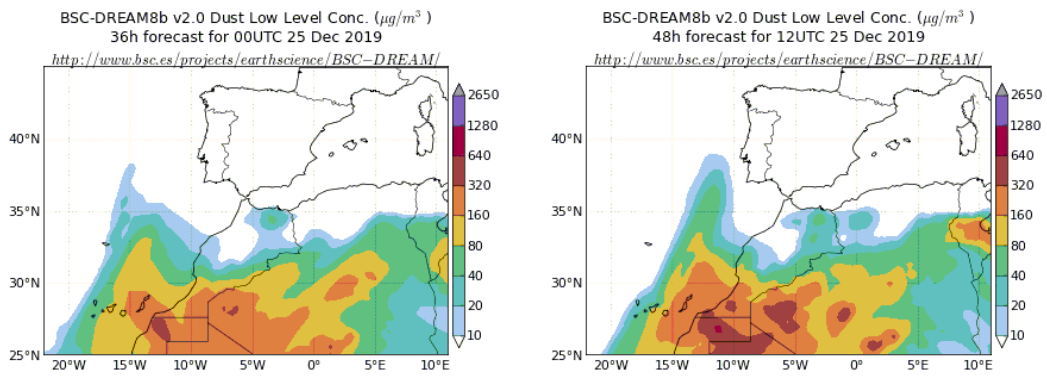 BSC-DREAM8b v2.0 Dust Low Level Conc. (μg/m³ )
36h forecast for 00UTC 25 Dec 2019
http://www.bsc.es/projects/earthscience/BSC−DREAM/
40°N
35°N
30°N
25°N
20°W
15°W
10°W
5°W
0°E
5°E
10°E
2650
1280
640
320
160
80
40
20
10
BSC-DREAM8b v2.0 Dust Low Level Conc. (μg/m³ )
48h forecast for 12UTC 25 Dec 2019
http://www.bsc.es/projects/earthscience/BSC−DREAM/
40°N
35°N
30°N
25°N
20°W
15°W
10°W
5°W
0°E
5°E
10°E
2650
1280
640
320
160
80
40
20
10